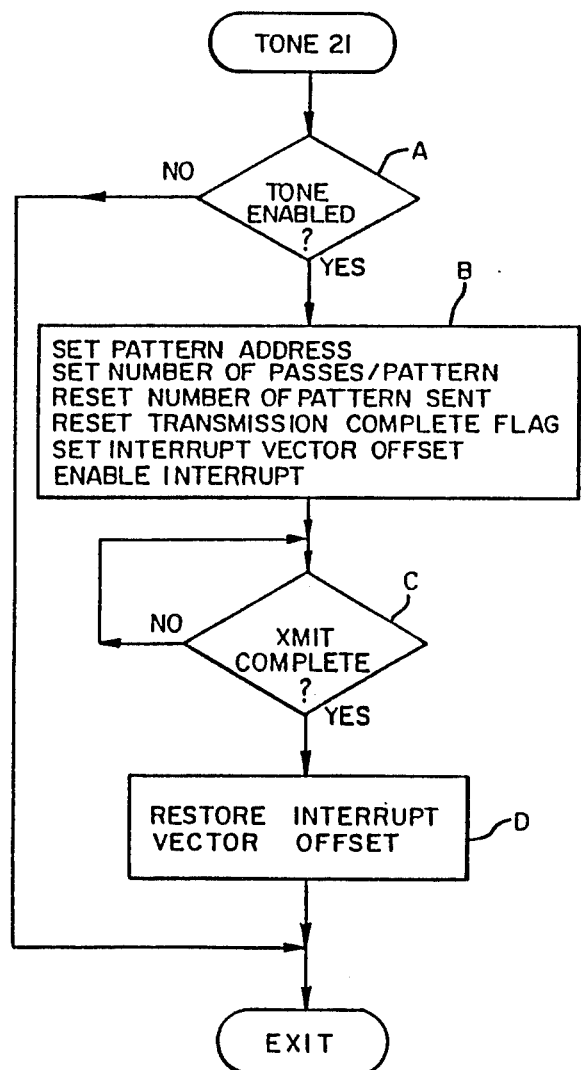 TONE 21
A
NO
TONE
ENABLED
?
YES
B
SET PATTERN ADDRESS
SET NUMBER OF PASSES/PATTERN
RESET NUMBER OF PATTERN SENT
RESET TRANSMISSION COMPLETE FLAG
SET INTERRUPT VECTOR OFFSET
ENABLE INTERRUPT
C
NO
XMIT
COMPLETE
?
YES
RESTORE INTERRUPT
VECTOR OFFSET
D
EXIT